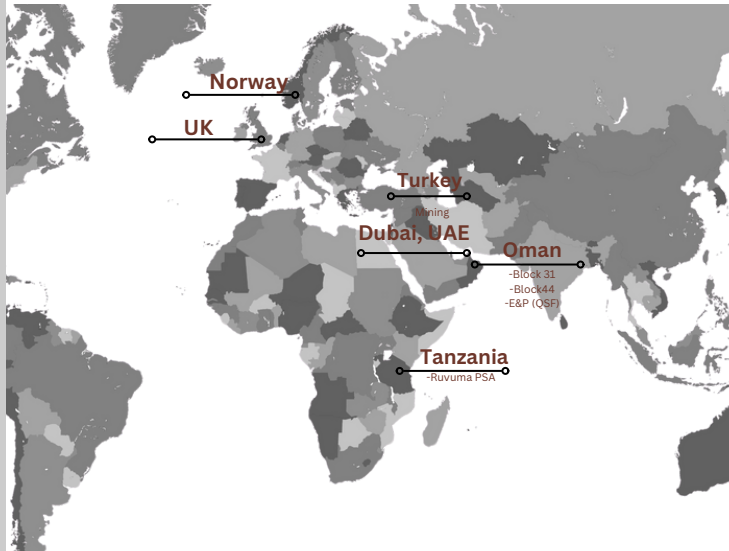 Norway
UK
Turkey
Mining
Dubai, UAE
Oman
-Block 31
-Block44
-E&P (QSF)
Tanzania
-Ruvuma PSA